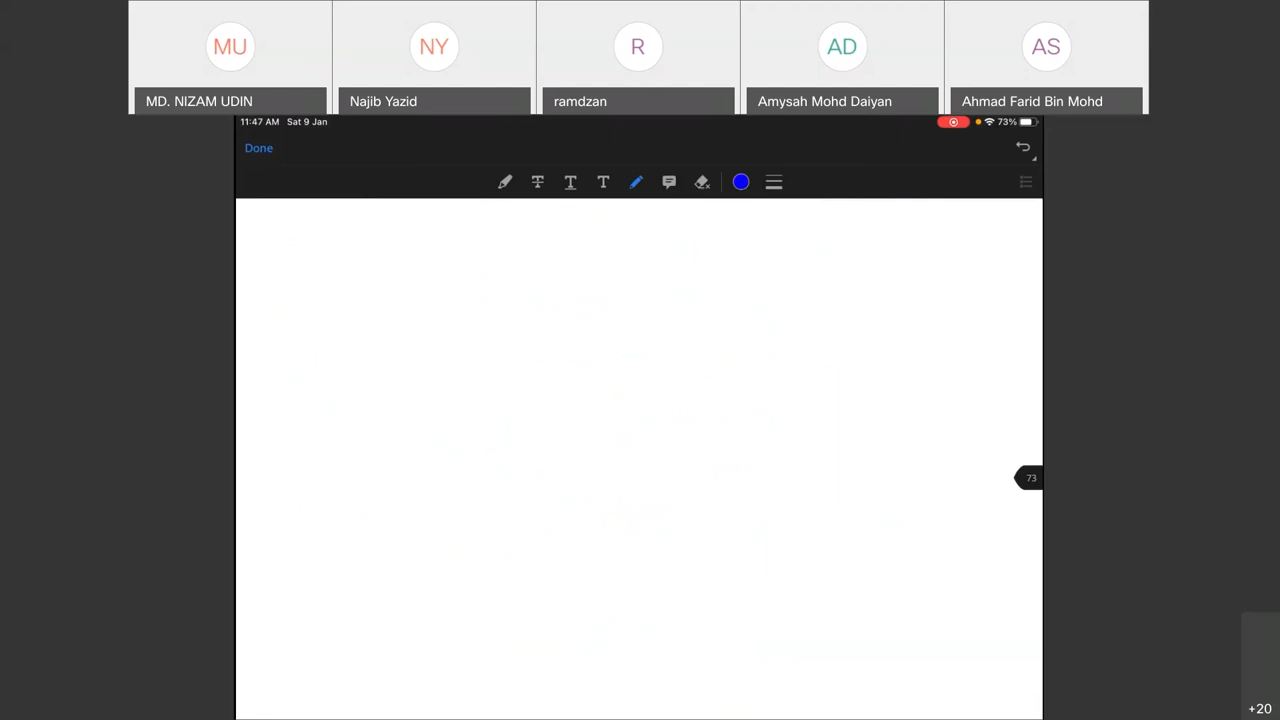 MU NY R AD AS
MD. NIZAM UDIN Najib Yazid ramdzan Amysah Mohd Daiyan Ahmad Farid Bin Mohd
11:47 AM Sat 9 Jan 73%
Done
T T T
73
+20